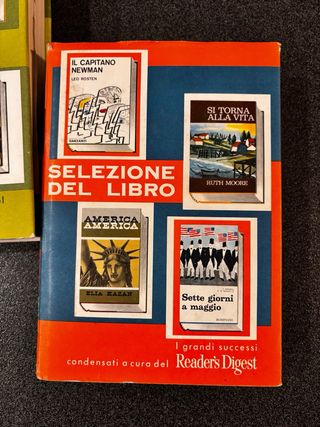 IL CAPITANO
NEWMAN
LEO ROSTEN
GARZANTI
SI TORNA
ALLA VITA
RUTH MOORE
SELEZIONE
DEL LIBRO
AMERICA
AMERICA
ELIA KAZAN
Sette giorni
a maggio
I grandi successi
condensati a cura del Reader's Digest